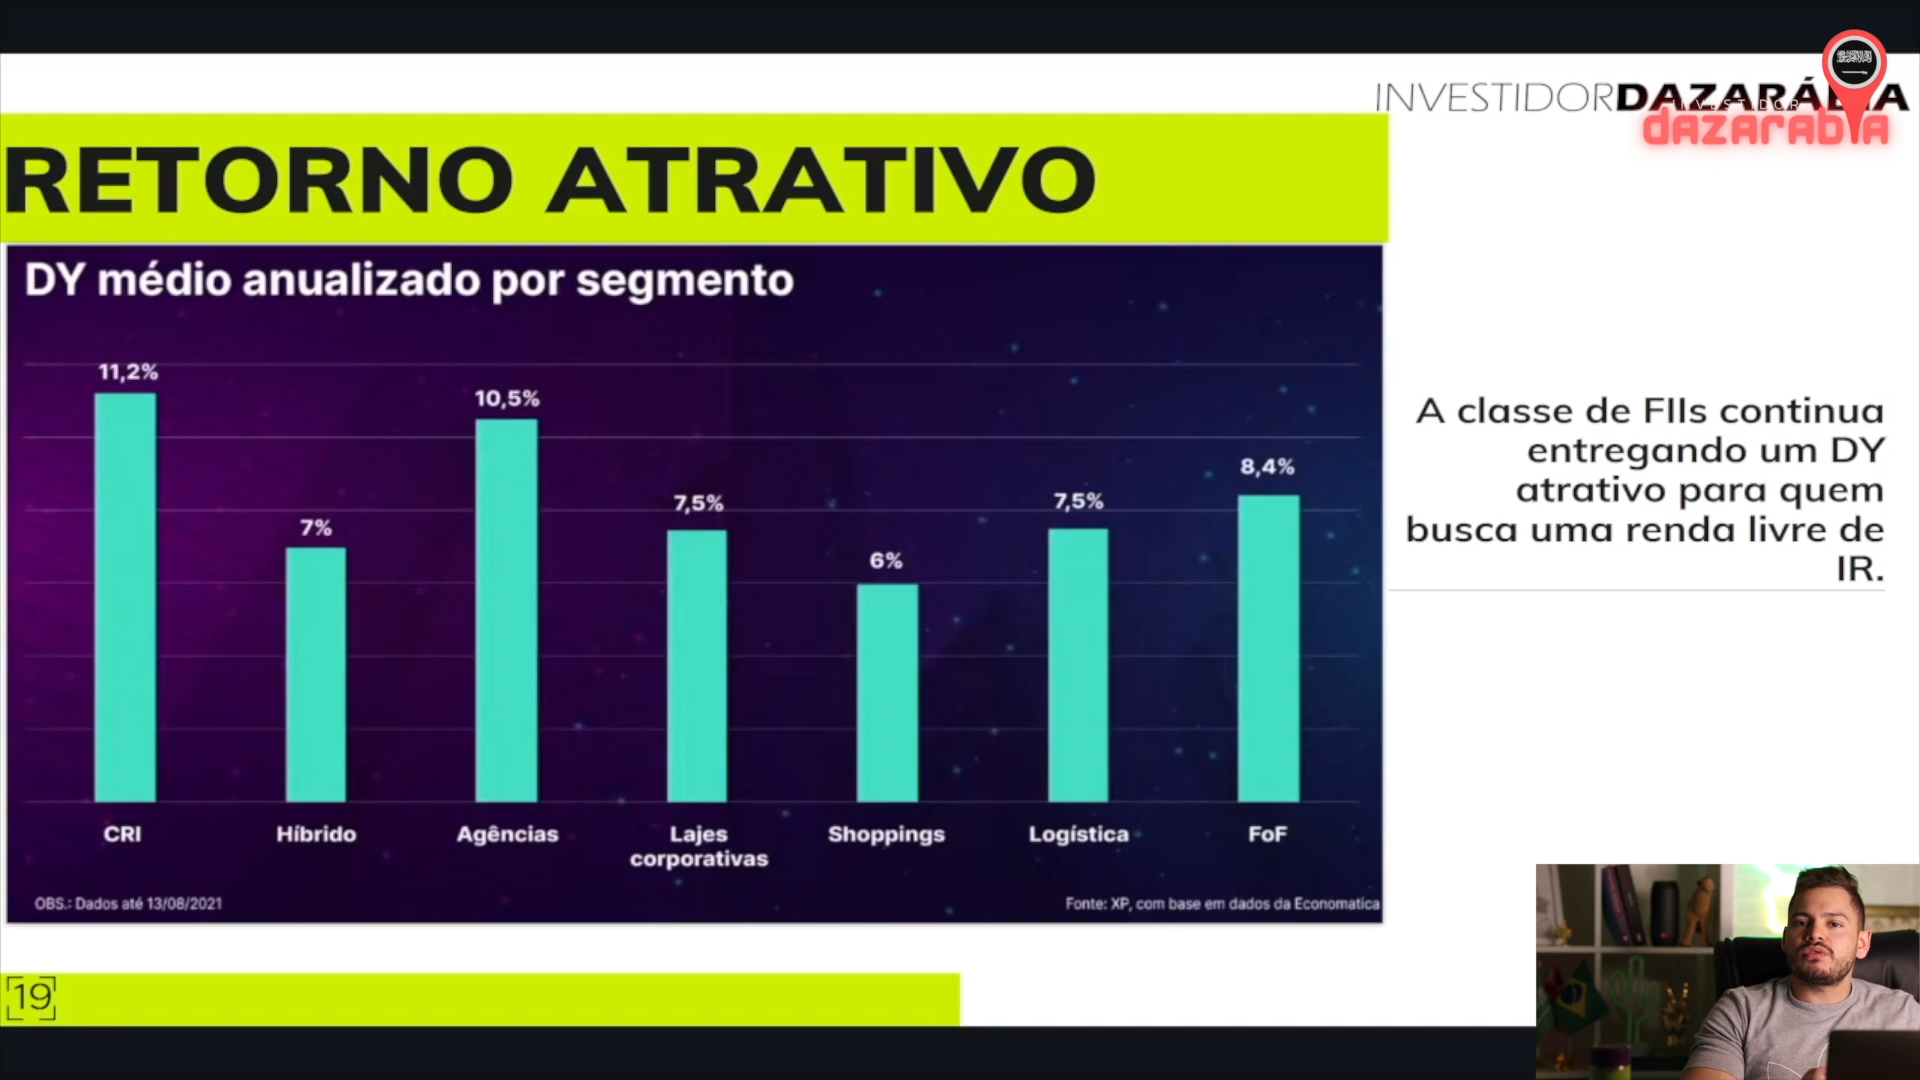 INVESTIDORDAZARÁBIA
INVESTIDOR
dazarabia
RETORNO ATRATIVO
DY médio anualizado por segmento
11,2%
7%
10,5%
7,5%
6%
7,5%
8,4%
CRI
Híbrido
Agências
Lajes
corporativas
Shoppings
Logística
FoF
OBS.: Dados até 13/08/2021
Fonte: XP, com base em dados da Economatica
A classe de FIIs continua
entregando um DY
atrativo para quem
busca uma renda livre de
IR.
19